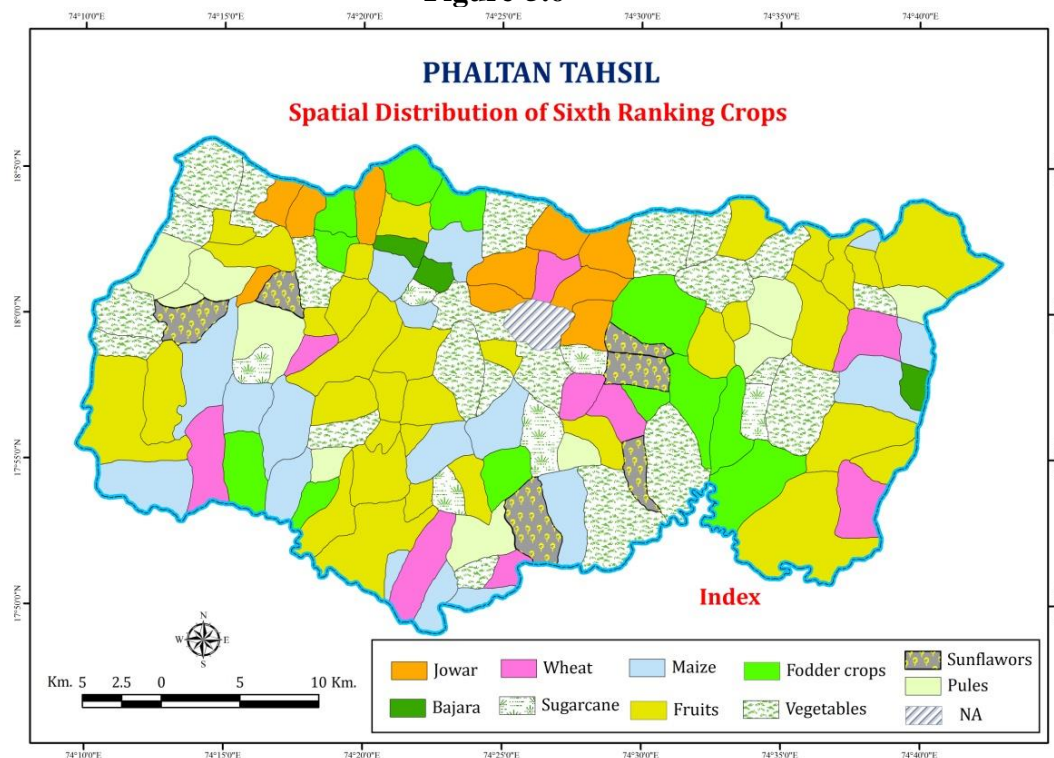 74°10'0"E 74°15'0"E 74°20'0"E 74°25'0"E 74°30'0"E 74°35'0"E 74°40'0"E
PHALTAN TAHSIL
Spatial Distribution of Sixth Ranking Crops
18°5'0"N
18°0'0"N
17°55'0"N
17°50'0"N
N
W E
S
Km. 5 2.5 0 5 10 Km.
Index
Jowar Wheat Maize Fodder crops Sunflawors
Pules
Bajara Sugarcane Fruits Vegetables NA
74°10'0"E 74°15'0"E 74°20'0"E 74°25'0"E 74°30'0"E 74°35'0"E 74°40'0"E